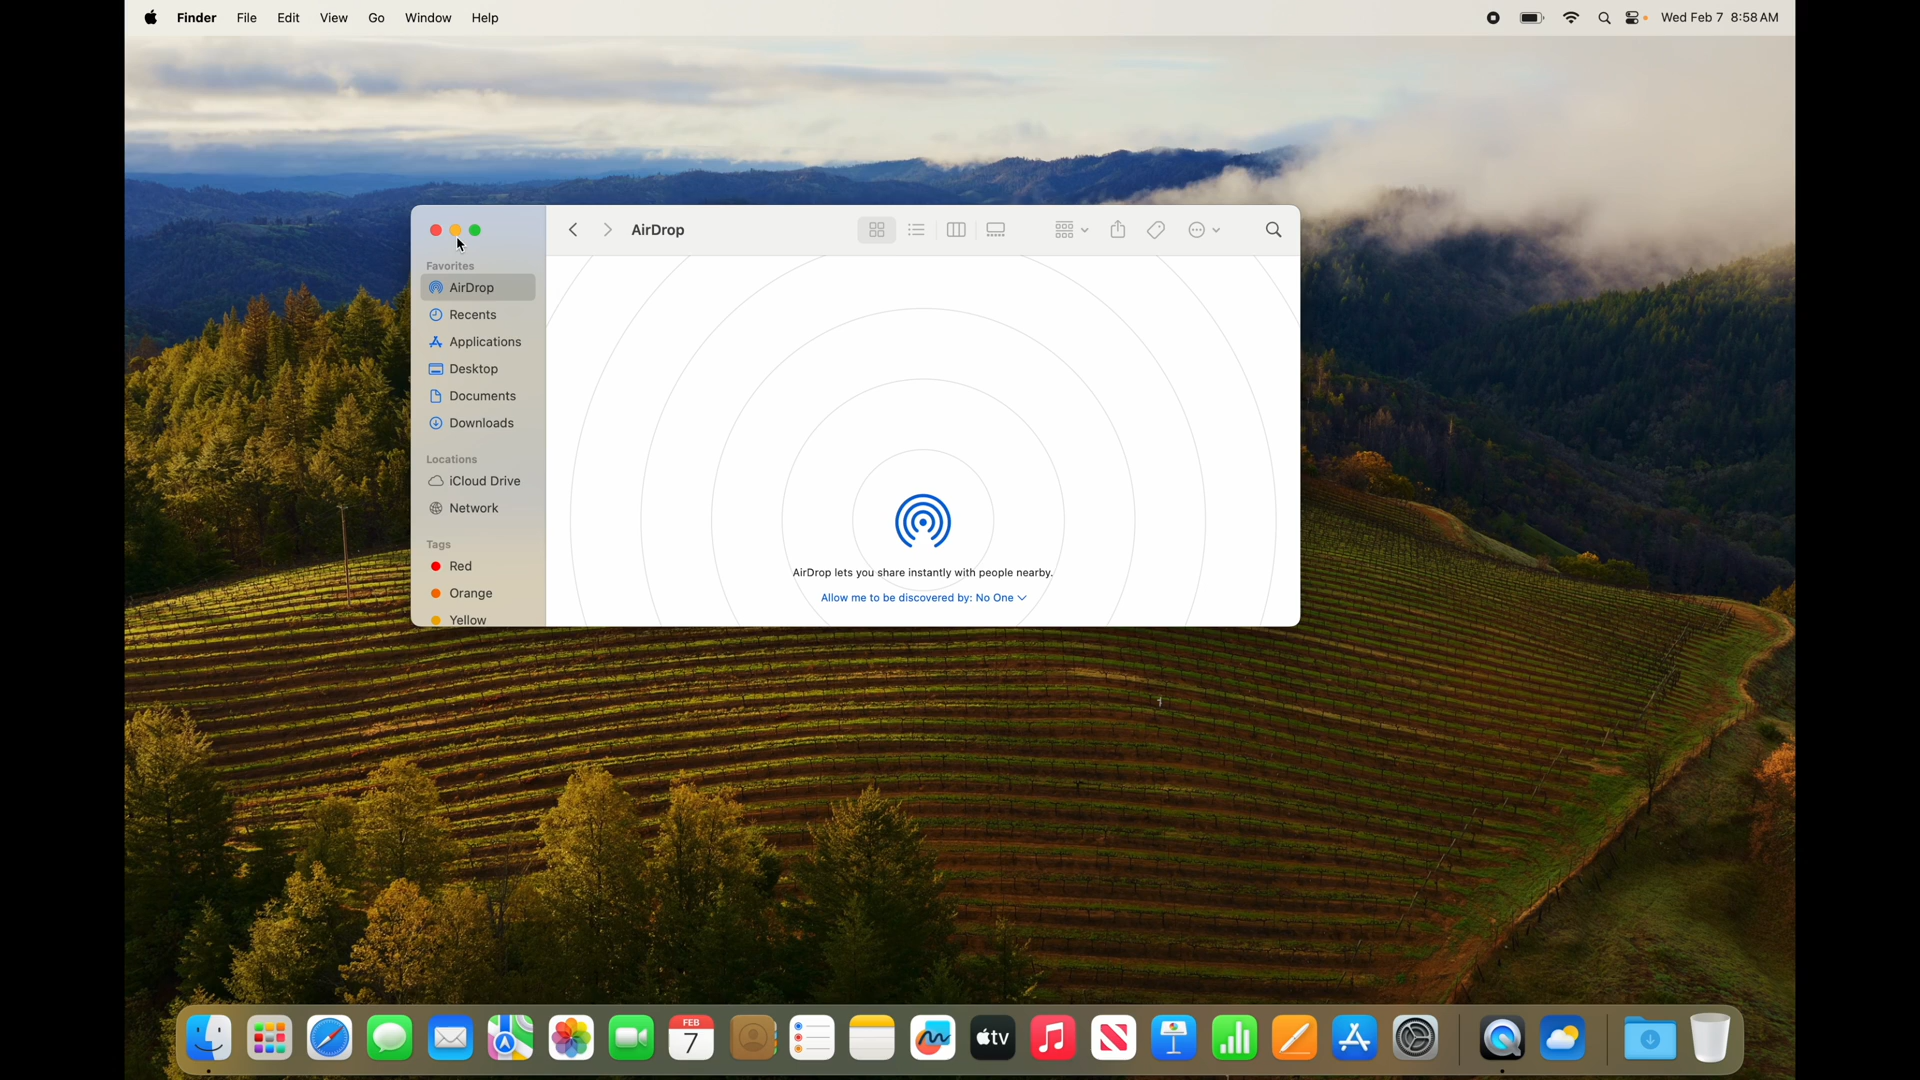 Finder File Edit View Go Window Help
Wed Feb 7 8:58 AM
AirDrop
Favorites
AirDrop
Recents
Applications
Desktop
Documents
Downloads
Locations
iCloud Drive
Network
Tags
Red
Orange
Yellow
AirDrop lets you share instantly with people nearby.
Allow me to be discovered by: No One
FEB
7
tv